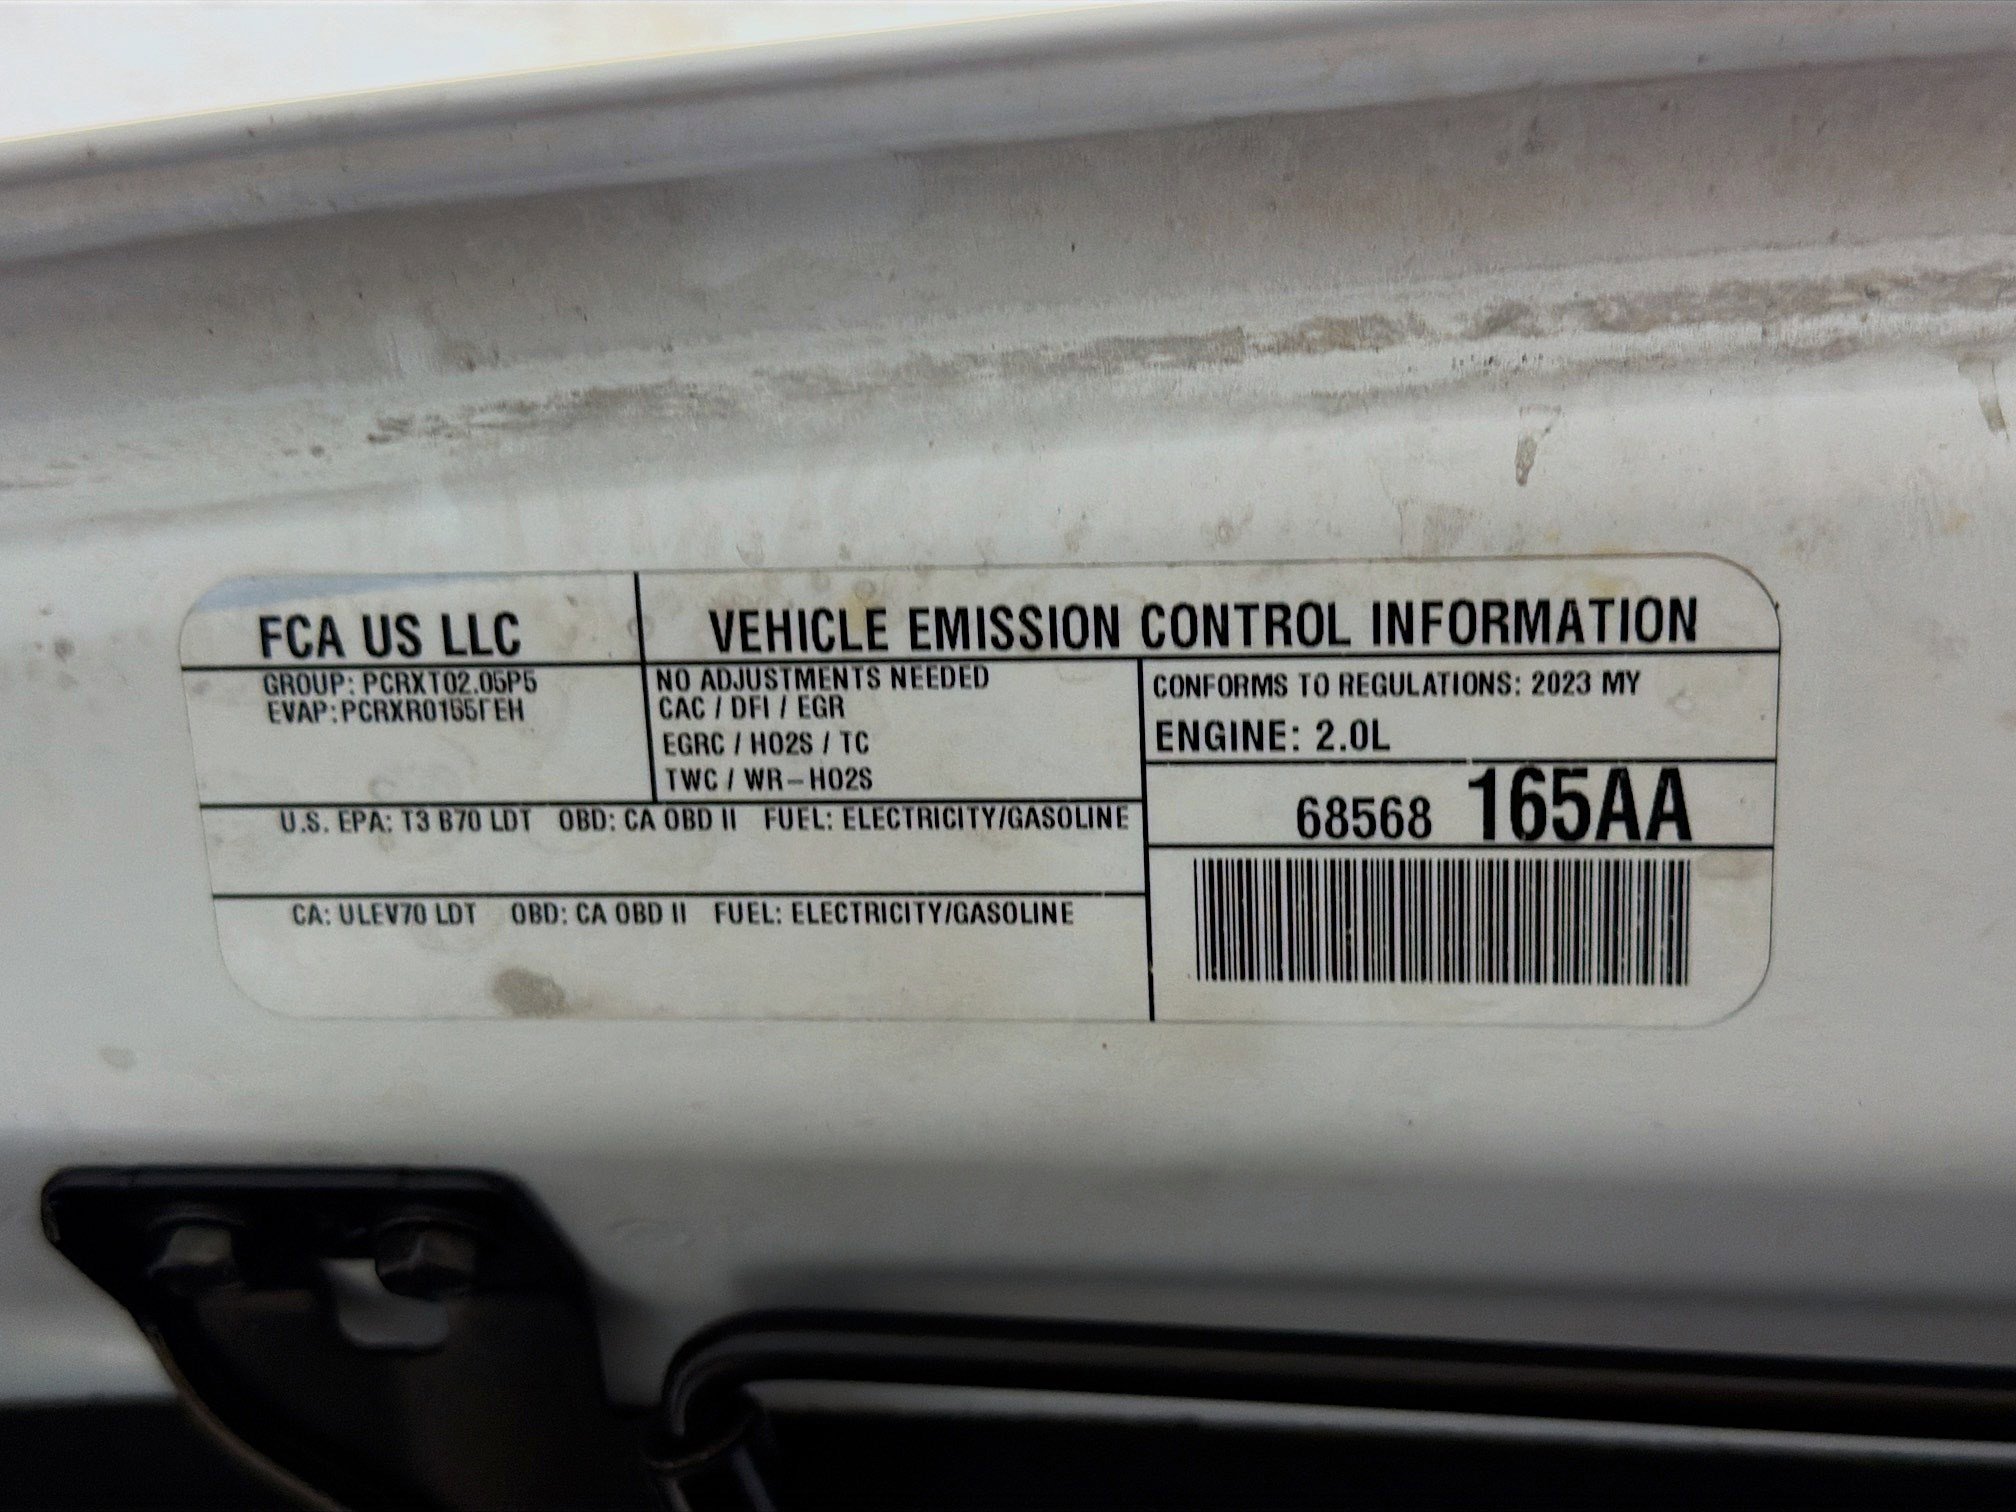 FCA US LLC
VEHICLE EMISSION CONTROL INFORMATION
GROUP: PCRXT02.05P5
EVAP:
NO ADJUSTMENTS NEEDED
CAC / DFI / EGR
EGRC / HO2S / TC
TWC / WR-HO2S
CONFORMS TO REGULATIONS: 2023 MY
ENGINE: 2.0L
68568 165AA
U.S. EPA: T3 B70 LDT OBD: CA OBD II FUEL: ELECTRICITY/GASOLINE
CA: ULEV70 LDT OBD: CA OBD II FUEL: ELECTRICITY/GASOLINE